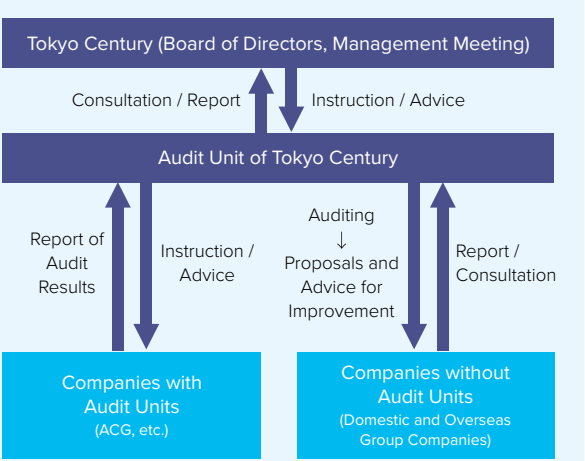 Tokyo Century (Board of Directors, Management Meeting)
Consultation / Report
Instruction / Advice
Audit Unit of Tokyo Century
Report of
Audit
Results
Instruction /
Advice
Auditing
↓
Proposals and
Advice for
Improvement
Report /
Consultation
Companies with
Audit Units
(ACG, etc.)
Companies without
Audit Units
(Domestic and Overseas
Group Companies)